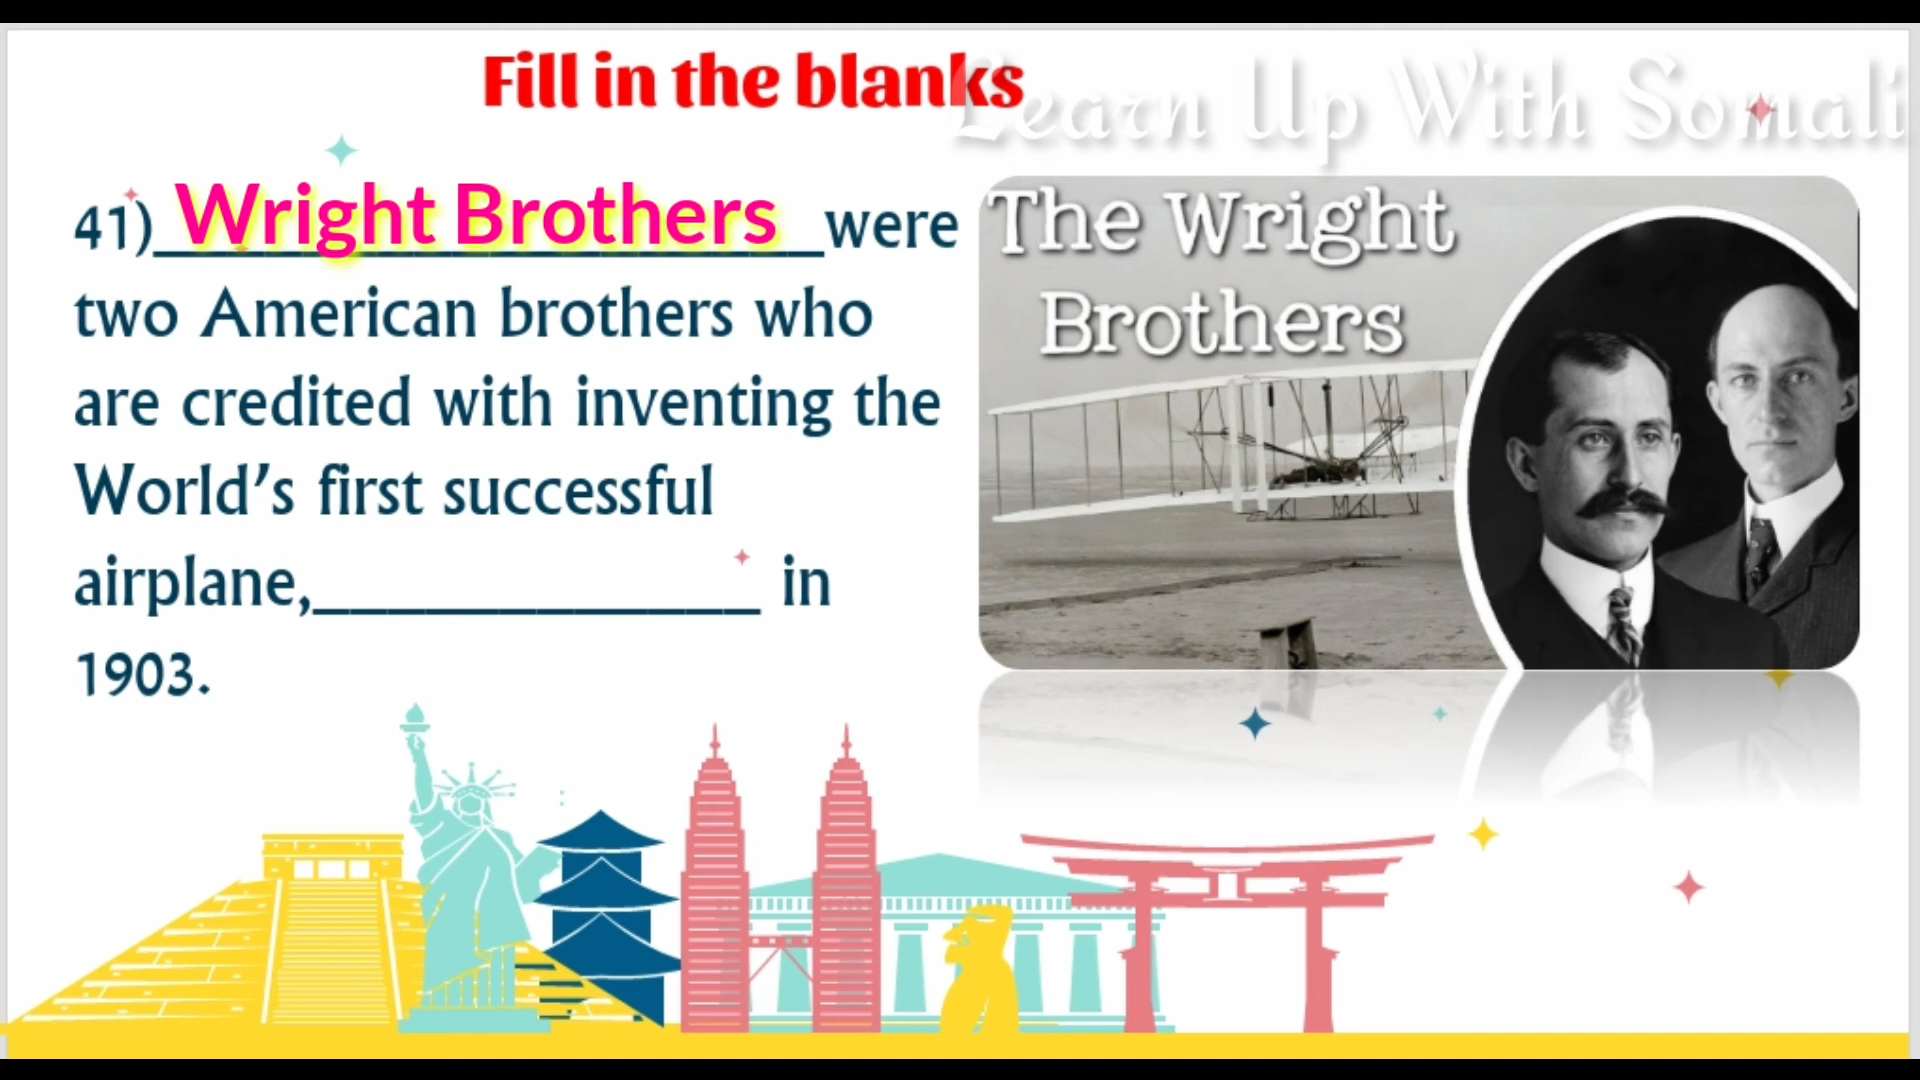 Fill in the blanks
Learn Up With Somali
41) Wright Brothers were
two American brothers who
are credited with inventing the
World’s first successful
airplane,____________ in
1903.
The Wright
Brothers